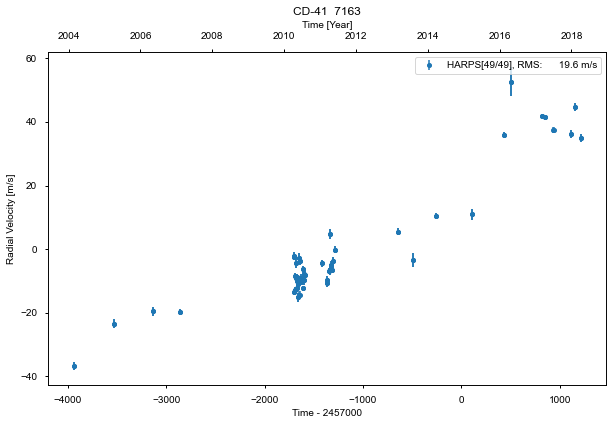 CD-41 7163
Time [Year]
2004 2006 2008 2010 2012 2014 2016 2018
HARPS[49/49], RMS: 19.6 m/s
60
40
20
0
−20
−40
Radial Velocity [m/s]
−4000 −3000 −2000 −1000 0 1000
Time - 2457000